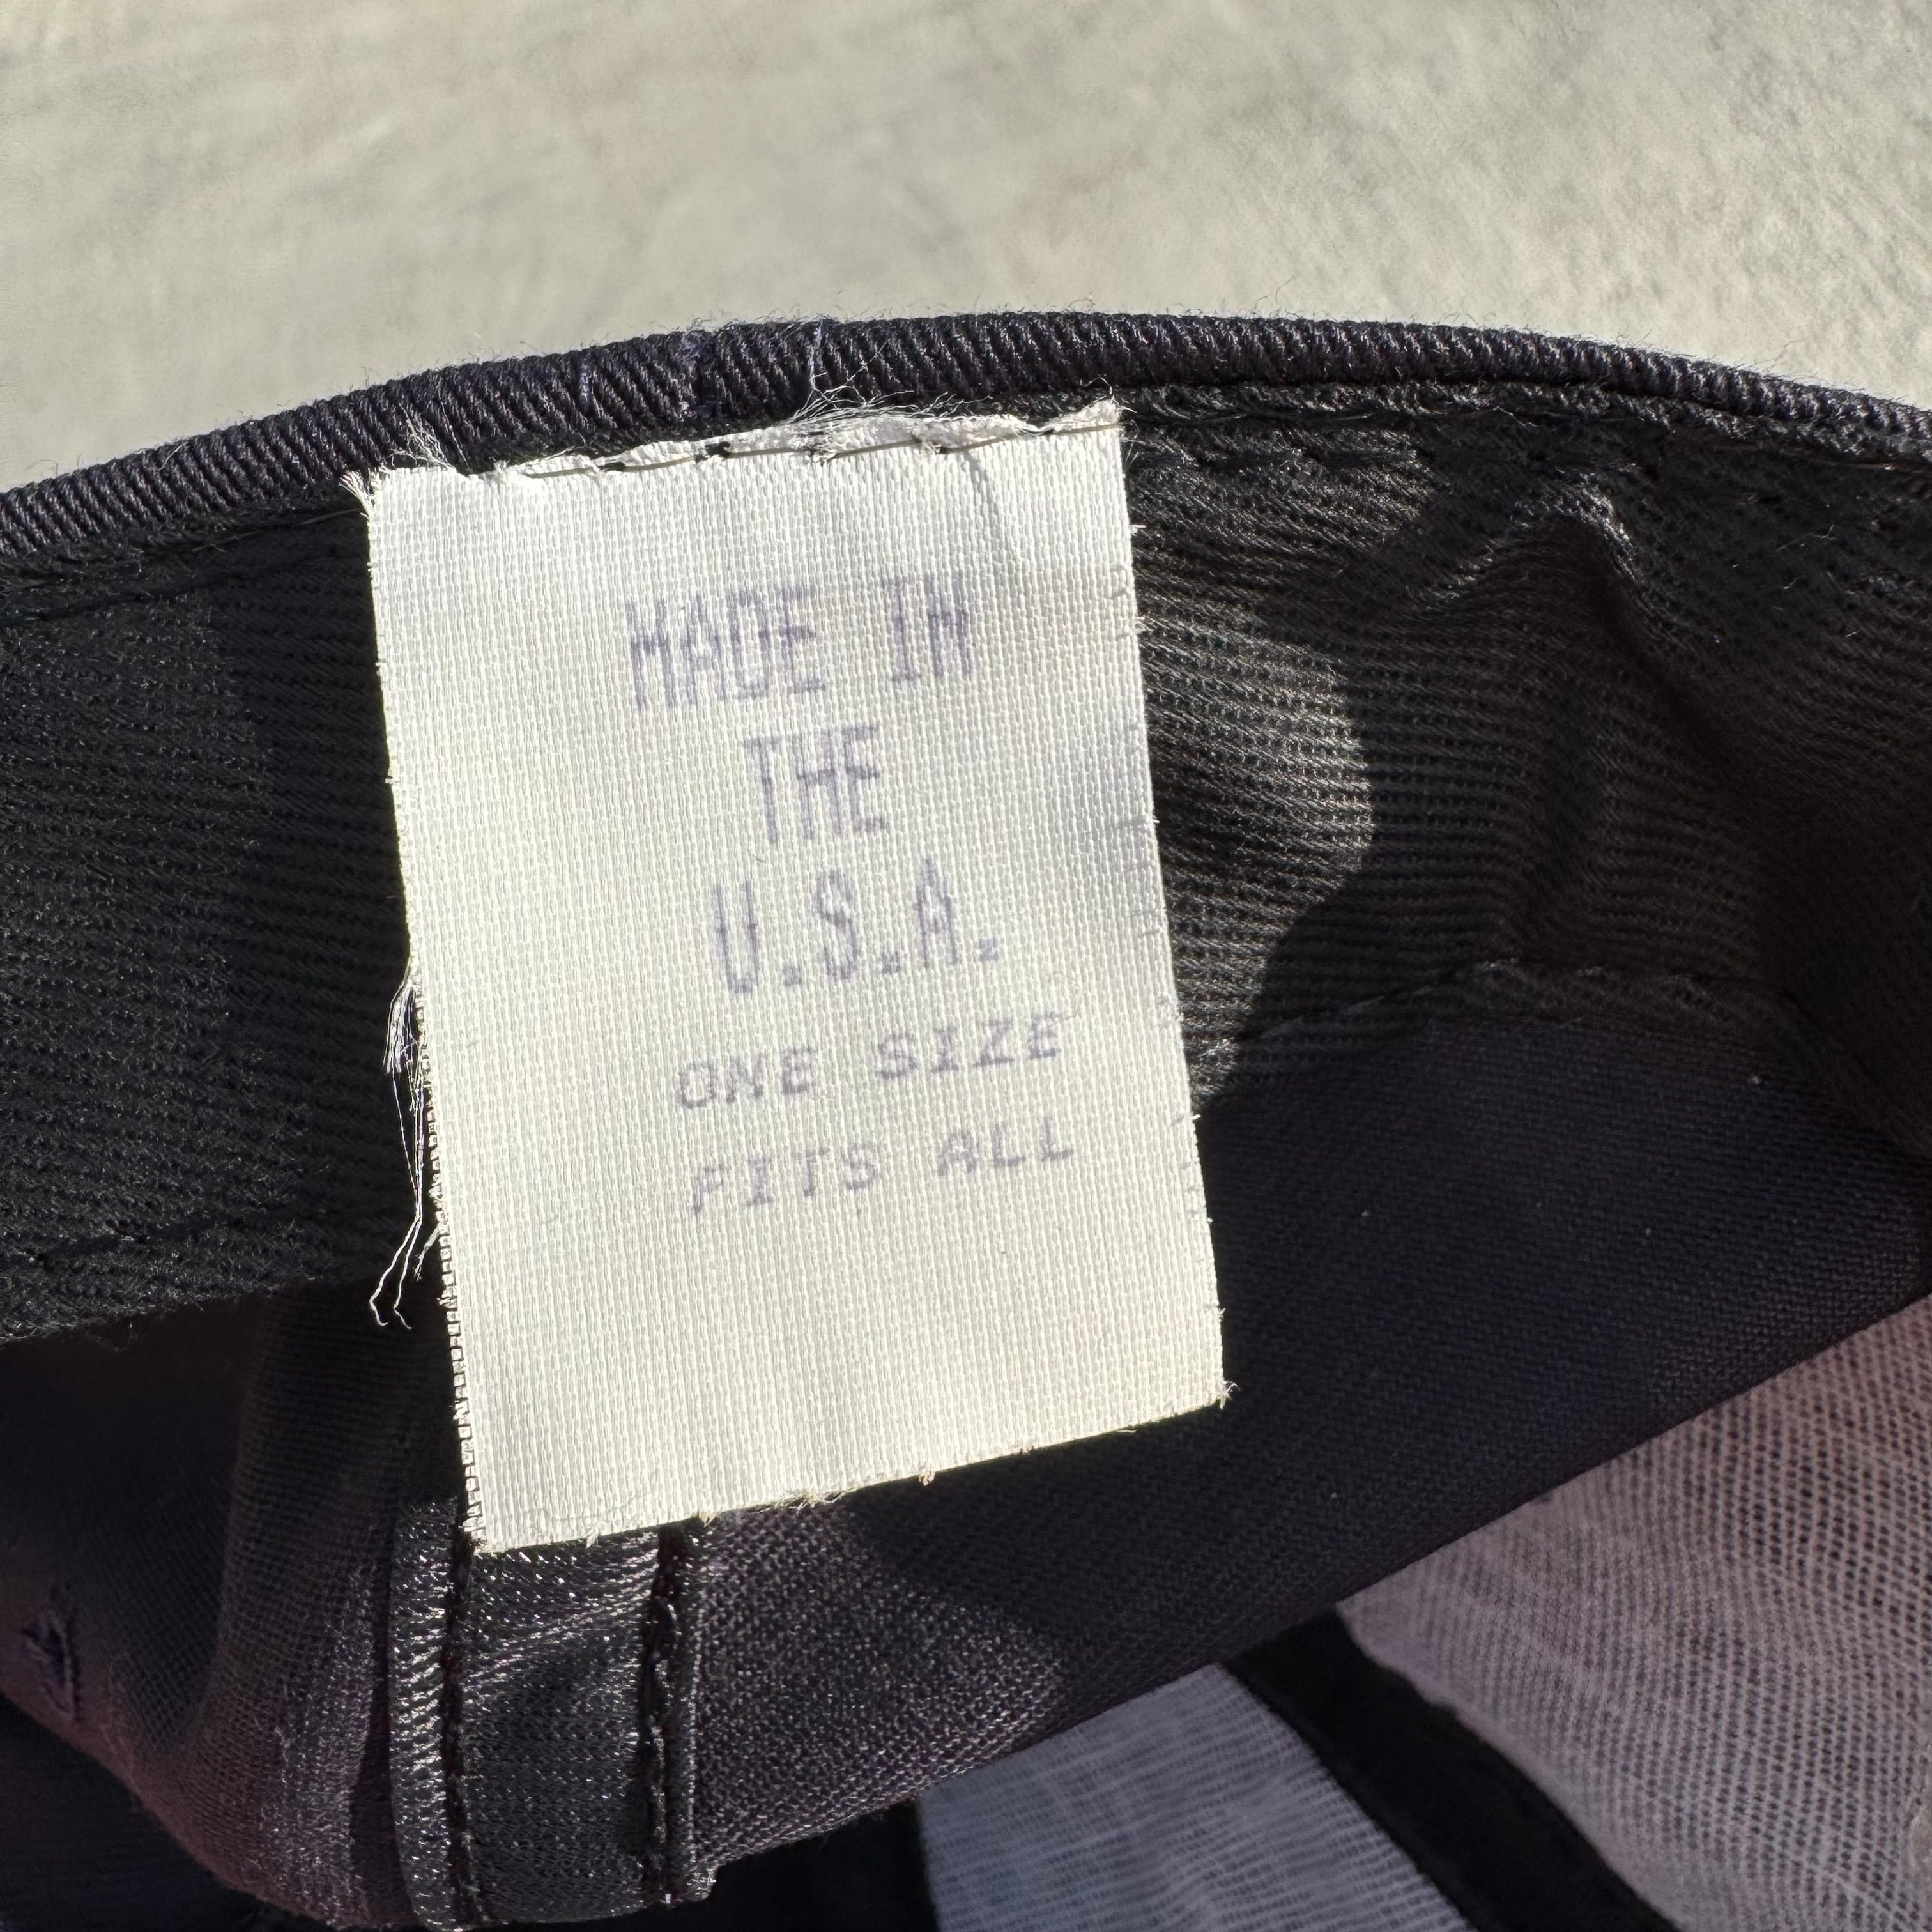 MADE IN
THE
U.S.A.
ONE SIZE
FITS ALL